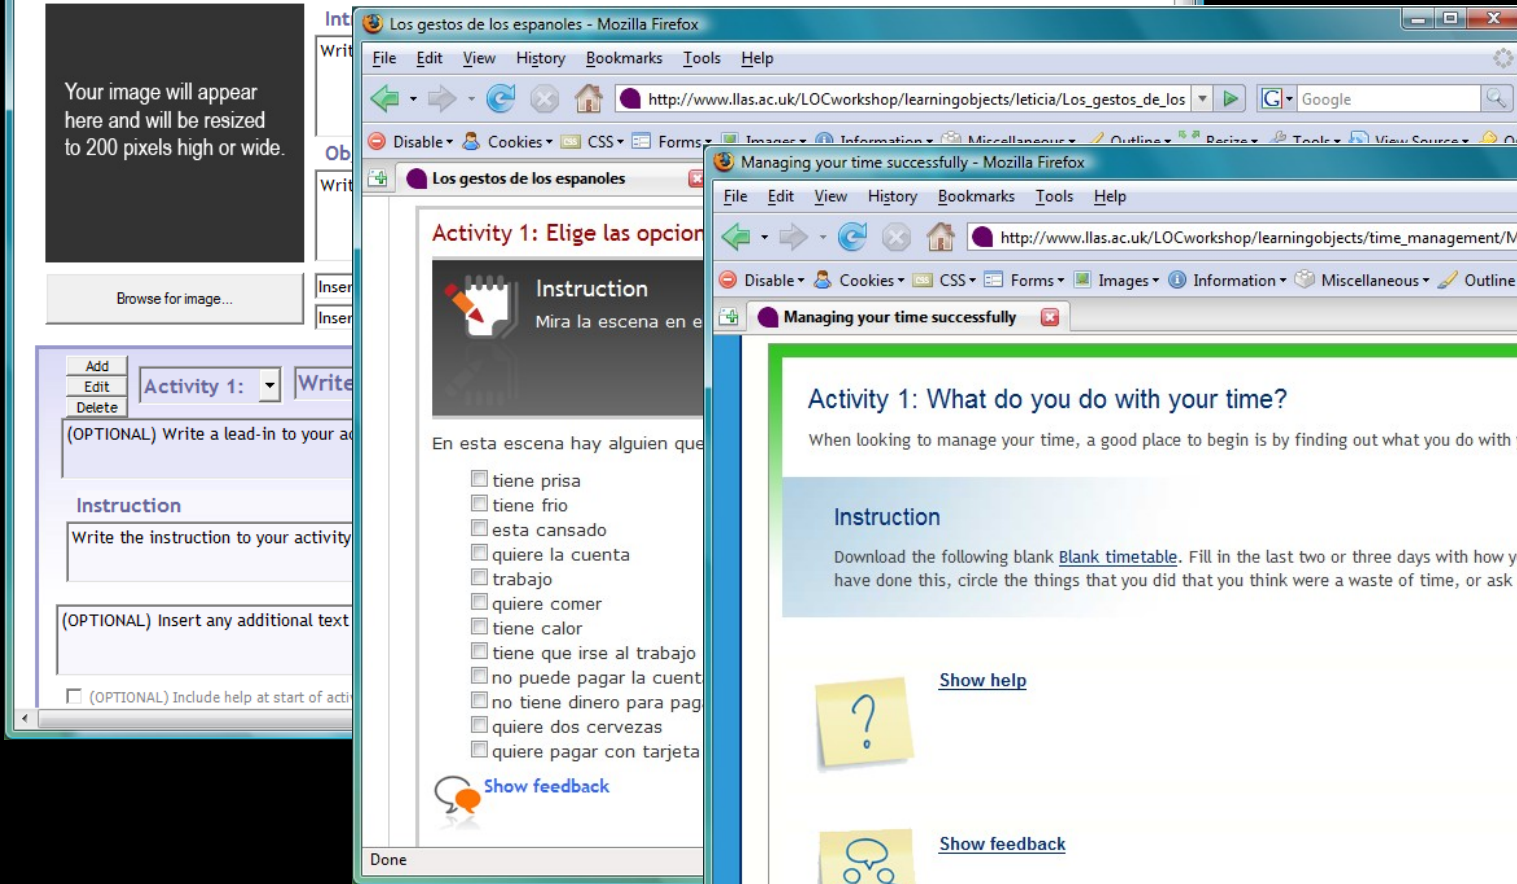 Your image will appear
here and will be resized
to 200 pixels high or wide.
Browse for image...
Add
Edit
Delete
Activity 1:
Write
(OPTIONAL) Write a lead-in to your
Instruction
Write the instruction to your activity
(OPTIONAL) Insert any additional text
(OPTIONAL) Include help at start of
Los gestos de los espanoles - Mozilla Firefox
File Edit View History Bookmarks Tools Help
http://www.llas.ac.uk/LOCworkshop/learningobjects/leticia/Los_gestos_de_los
G Google
Disable Cookies CSS Forms Images Information Miscellaneous Outline Resize Tools View Source
Los gestos de los espanoles
Activity 1: Elige las opcion
Instruction
Mira la escena en e
En esta escena hay alguien que
tiene prisa
tiene frio
esta cansado
quiere la cuenta
trabajo
quiere comer
tiene calor
tiene que irse al trabajo
no puede pagar la cuent
no tiene dinero para pag
quiere dos cervezas
quiere pagar con tarjeta
Show feedback
Done
Managing your time successfully - Mozilla Firefox
File Edit View History Bookmarks Tools Help
http://www.llas.ac.uk/LOCworkshop/learningobjects/time_management/M
Disable Cookies CSS Forms Images Information Miscellaneous Outline
Managing your time successfully
Activity 1: What do you do with your time?
When looking to manage your time, a good place to begin is by finding out what you do with
Instruction
Download the following blank Blank timetable. Fill in the last two or three days with how y
have done this, circle the things that you did that you think were a waste of time, or ask
Show help
Show feedback